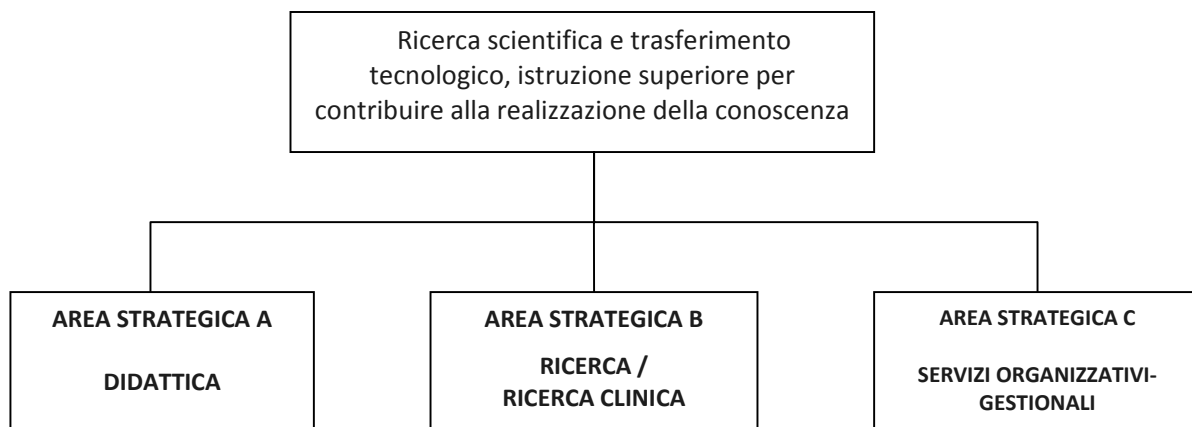 Ricerca scientifica e trasferimento
tecnologico, istruzione superiore per
contribuire alla realizzazione della conoscenza
AREA STRATEGICA A
DIDATTICA
AREA STRATEGICA B
RICERCA /
RICERCA CLINICA
AREA STRATEGICA C
SERVIZI ORGANIZZATIVI-
GESTIONALI